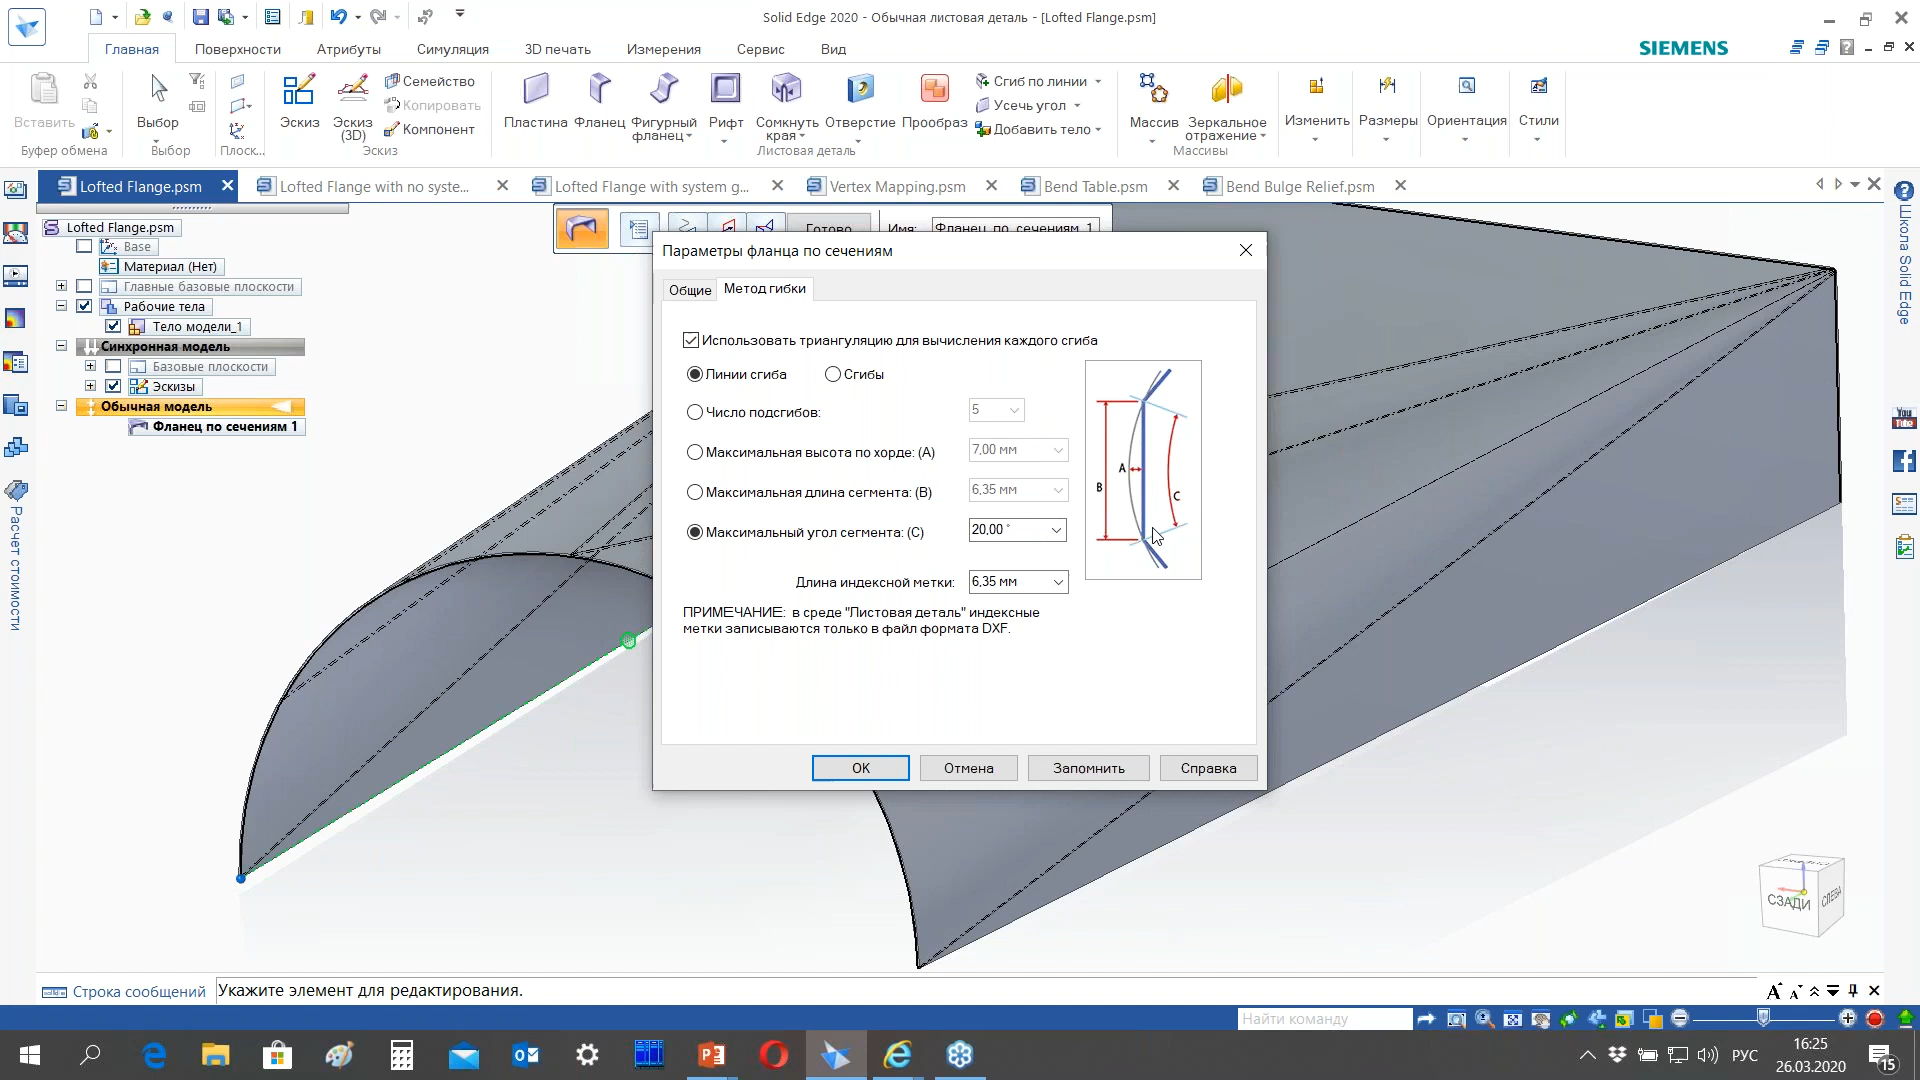 Solid Edge 2020 - Обычная листовая деталь - [Lofted Flange.psm]
Главная
Поверхности
Атрибуты
Симуляция
3D печать
Измерения
Сервис
Вид
SIEMENS
Вставить
Буфер обмена
Выбор
Выбор
Плоск...
Эскиз
Эскиз (3D)
Семейство
Копировать
Компонент
Эскиз
Пластина
Фланец
Фигурный фланец
Рифт
Сомкнуть края
Отверстие
Прообраз
Сгиб по линии
Усечь угол
Добавить тело
Листовая деталь
Массив
Зеркальное отражение
Массивы
Изменить
Размеры
Ориентация
Стили
Lofted Flange.psm
Lofted Flange with no syste...
Lofted Flange with system g...
Vertex Mapping.psm
Bend Table.psm
Bend Bulge Relief.psm
Расчет стоимости
Школа Solid Edge
You Tube
Lofted Flange.psm
Base
Материал (Нет)
Главные базовые плоскости
Рабочие тела
Тело модели_1
Синхронная модель
Базовые плоскости
Эскизы
Обычная модель
Фланец по сечениям 1
Готово
Имя:
Фланец_по_сечениям_1
Параметры фланца по сечениям
Общие
Метод гибки
Использовать триангуляцию для вычисления каждого сгиба
Линии сгиба
Сгибы
Число подсгибов:
5
Максимальная высота по хорде: (A)
7,00 мм
Максимальная длина сегмента: (B)
6,35 мм
Максимальный угол сегмента: (C)
20,00 °
A
B
C
Длина индексной метки:
6,35 мм
ПРИМЕЧАНИЕ: в среде "Листовая деталь" индексные
метки записываются только в файл формата DXF.
OK
Отмена
Запомнить
Справка
СЗАДИ
СЛЕВА
Строка сообщений
Укажите элемент для редактирования.
Найти команду
РУС
16:25
26.03.2020
15